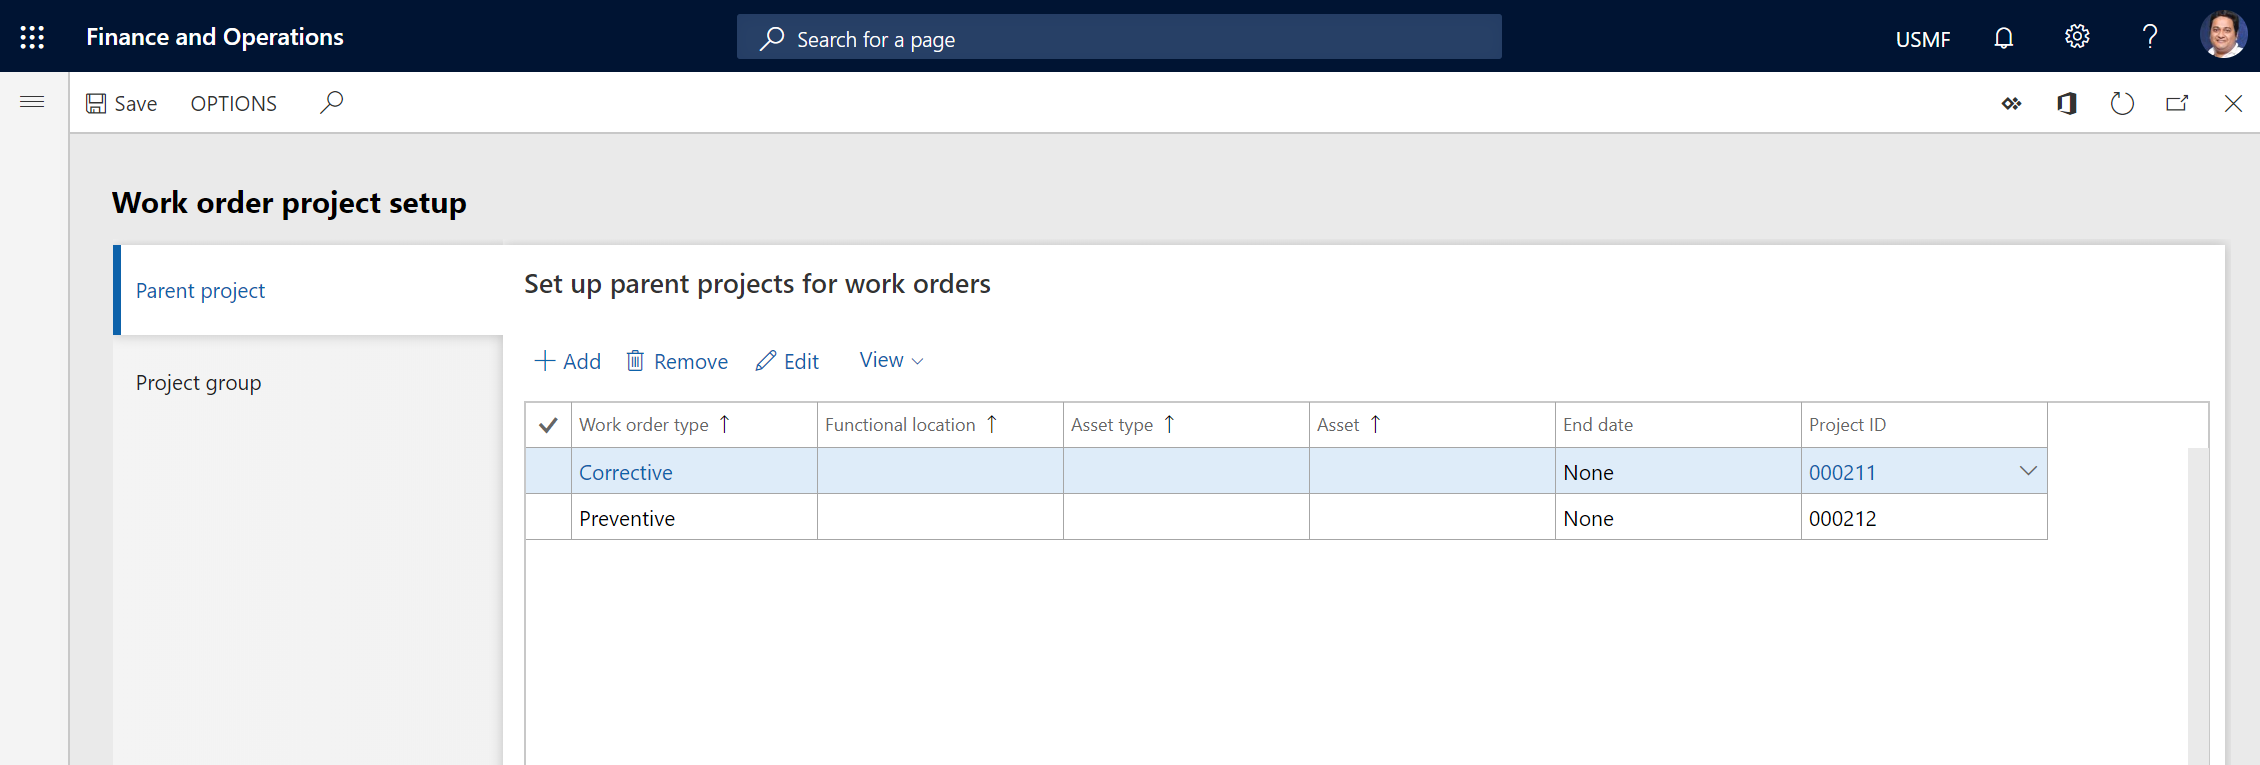 Finance and Operations
Search for a page
USMF
Save
OPTIONS
Work order project setup
Parent project
Project group
Set up parent projects for work orders
Add
Remove
Edit
View
Work order type Functional location Asset type Asset End date Project ID
Corrective None 000211
Preventive None 000212